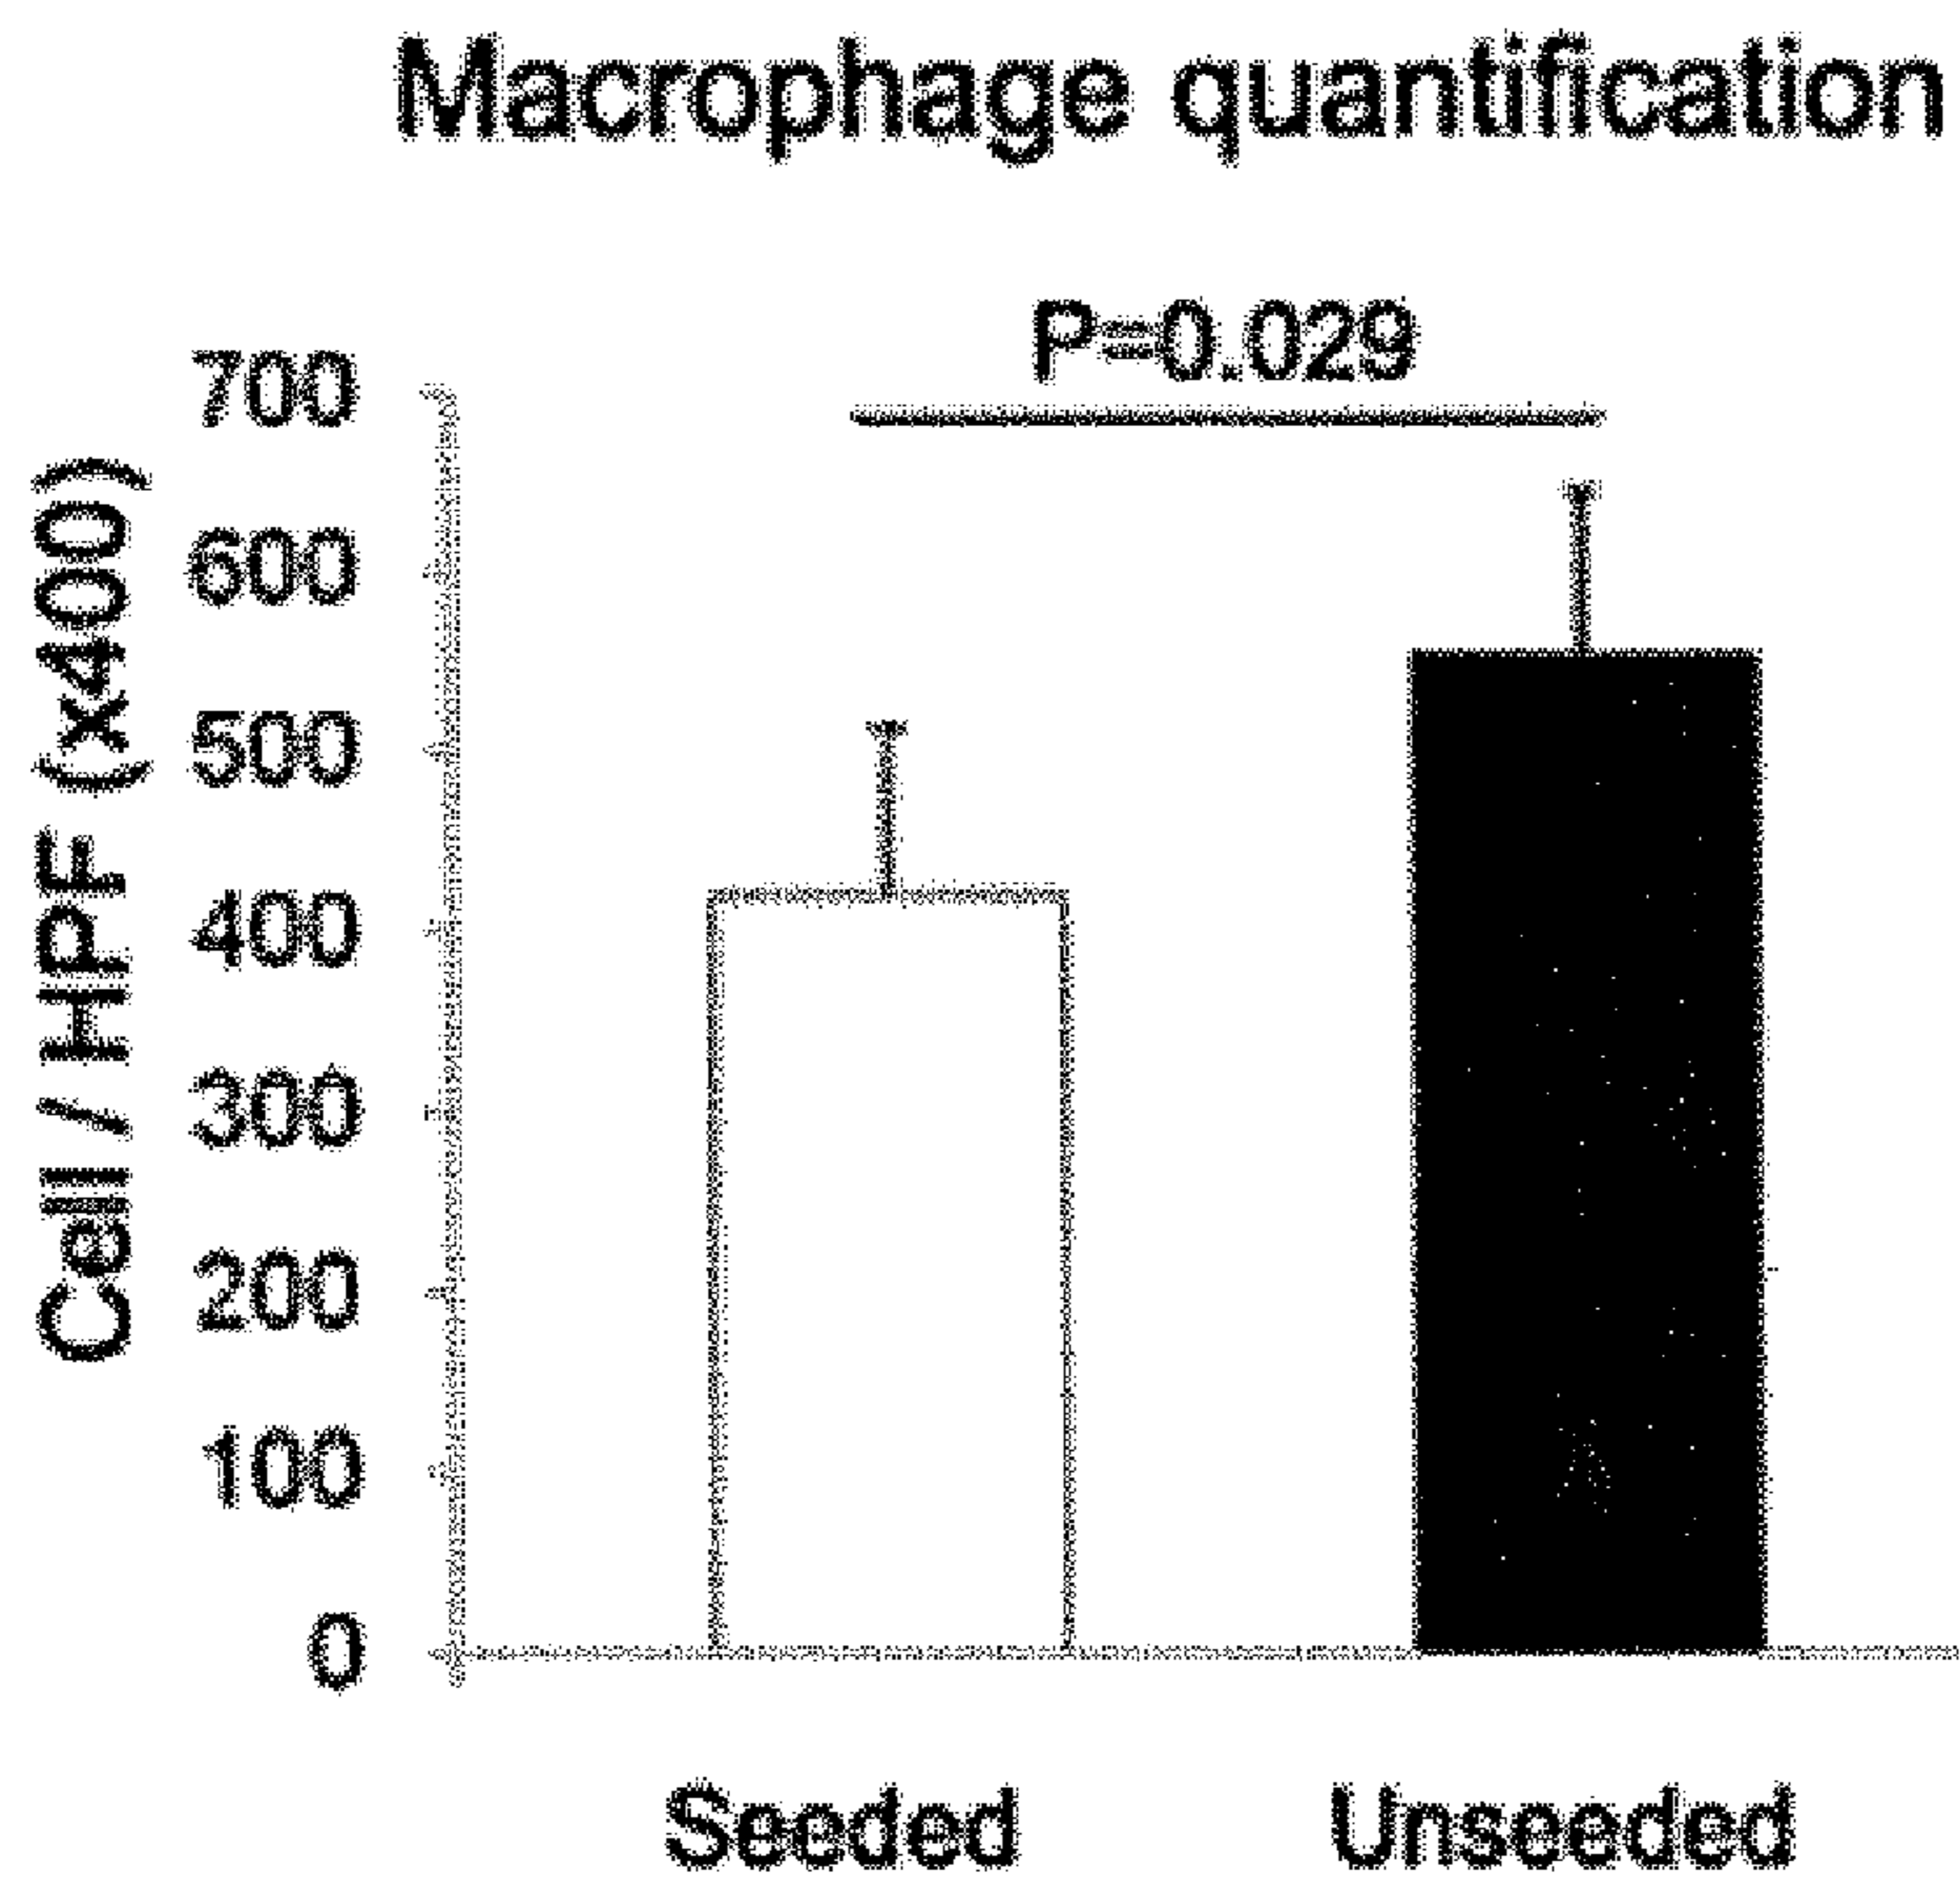 Macrophage quantification
P=0.029
Cell / HPF (x400)
700
600
500
400
300
200
100
0
Seeded
Unseeded